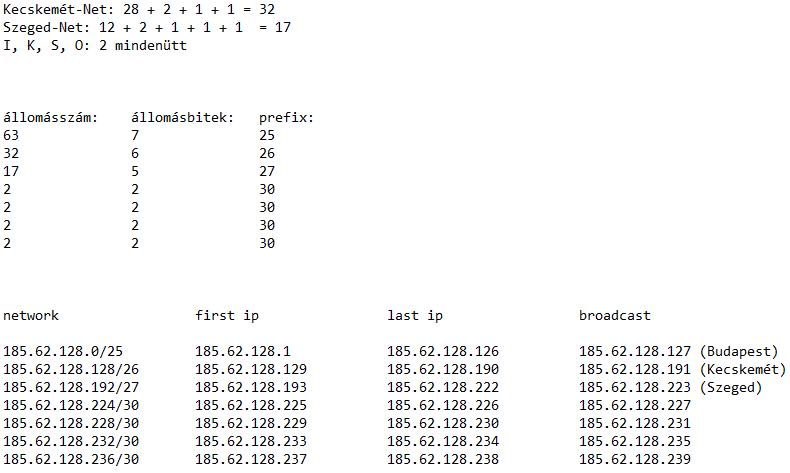 Kecskemét-Net: 28 + 2 + 1 + 1 = 32
Szeged-Net: 12 + 2 + 1 + 1 + 1  = 17
I, K, S, O: 2 mindenütt
állomásszám:    állomásbitek:   prefix:
63              7               25
32              6               26
17              5               27
2               2               30
2               2               30
2               2               30
2               2               30
network                 first ip                last ip                 broadcast
185.62.128.0/25         185.62.128.1            185.62.128.126          185.62.128.127 (Budapest)
185.62.128.128/26       185.62.128.129          185.62.128.190          185.62.128.191 (Kecskemét)
185.62.128.192/27       185.62.128.193          185.62.128.222          185.62.128.223 (Szeged)
185.62.128.224/30       185.62.128.225          185.62.128.226          185.62.128.227
185.62.128.228/30       185.62.128.229          185.62.128.230          185.62.128.231
185.62.128.232/30       185.62.128.233          185.62.128.234          185.62.128.235
185.62.128.236/30       185.62.128.237          185.62.128.238          185.62.128.239